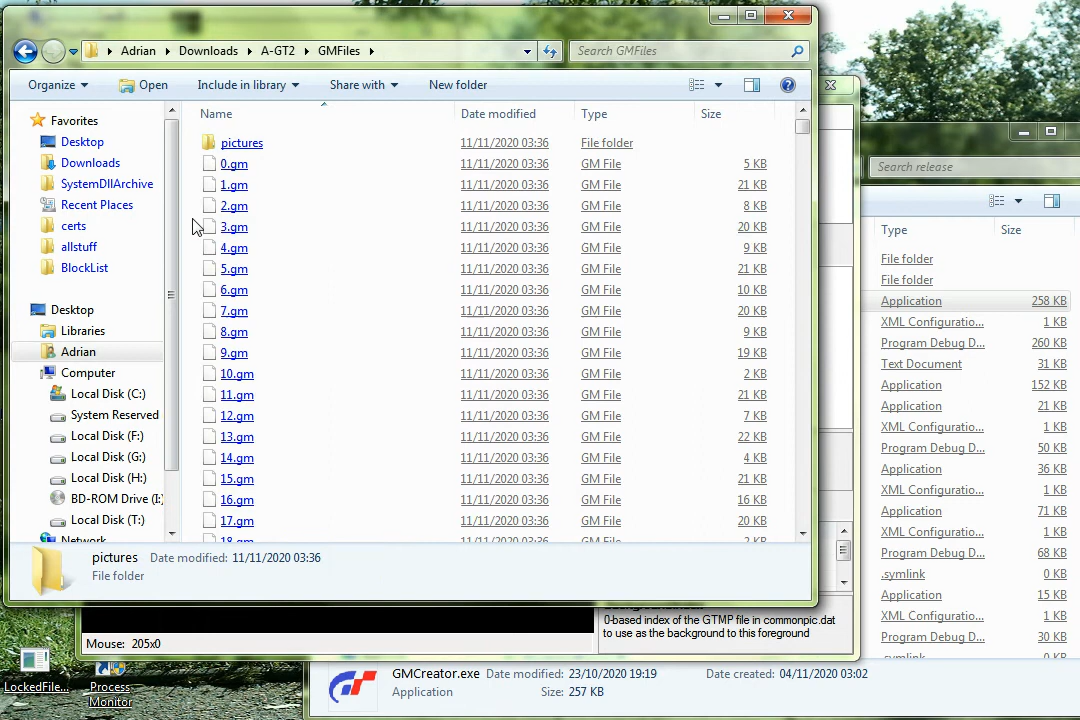 Adrian Downloads A-GT2 GMFiles
Search GMFiles
Organize Open Include in library Share with New folder
Name Date modified Type Size
Favorites
Desktop
Downloads
SystemDllArchive
Recent Places
certs
allstuff
BlockList
Desktop
Libraries
Adrian
Computer
Local Disk (C:)
System Reserved
Local Disk (F:)
Local Disk (G:)
Local Disk (H:)
BD-ROM Drive (I:)
Local Disk (T:)
Network
pictures 11/11/2020 03:36 File folder
0.gm 11/11/2020 03:36 GM File 5 KB
1.gm 11/11/2020 03:36 GM File 21 KB
2.gm 11/11/2020 03:36 GM File 8 KB
3.gm 11/11/2020 03:36 GM File 20 KB
4.gm 11/11/2020 03:36 GM File 9 KB
5.gm 11/11/2020 03:36 GM File 21 KB
6.gm 11/11/2020 03:36 GM File 10 KB
7.gm 11/11/2020 03:36 GM File 20 KB
8.gm 11/11/2020 03:36 GM File 9 KB
9.gm 11/11/2020 03:36 GM File 19 KB
10.gm 11/11/2020 03:36 GM File 2 KB
11.gm 11/11/2020 03:36 GM File 21 KB
12.gm 11/11/2020 03:36 GM File 7 KB
13.gm 11/11/2020 03:36 GM File 22 KB
14.gm 11/11/2020 03:36 GM File 4 KB
15.gm 11/11/2020 03:36 GM File 21 KB
16.gm 11/11/2020 03:36 GM File 16 KB
17.gm 11/11/2020 03:36 GM File 20 KB
18.gm 11/11/2020 03:36 GM File 2 KB
pictures Date modified: 11/11/2020 03:36
File folder
Search release
Type Size
File folder
File folder
Application 258 KB
XML Configuratio... 1 KB
Program Debug D... 260 KB
Text Document 31 KB
Application 152 KB
Application 21 KB
XML Configuratio... 1 KB
Program Debug D... 50 KB
Application 36 KB
XML Configuratio... 1 KB
Application 71 KB
XML Configuratio... 1 KB
Program Debug D... 68 KB
.symlink 0 KB
Application 15 KB
XML Configuratio... 1 KB
Program Debug D... 30 KB
.symlink 0 KB
0-based index of the GTMP file in commonpic.dat
to use as the background to this foreground
Mouse: 205x0
GMCreator.exe Date modified: 23/10/2020 19:19 Date created: 04/11/2020 03:02
Application Size: 257 KB
LockedFile...
Process
Monitor